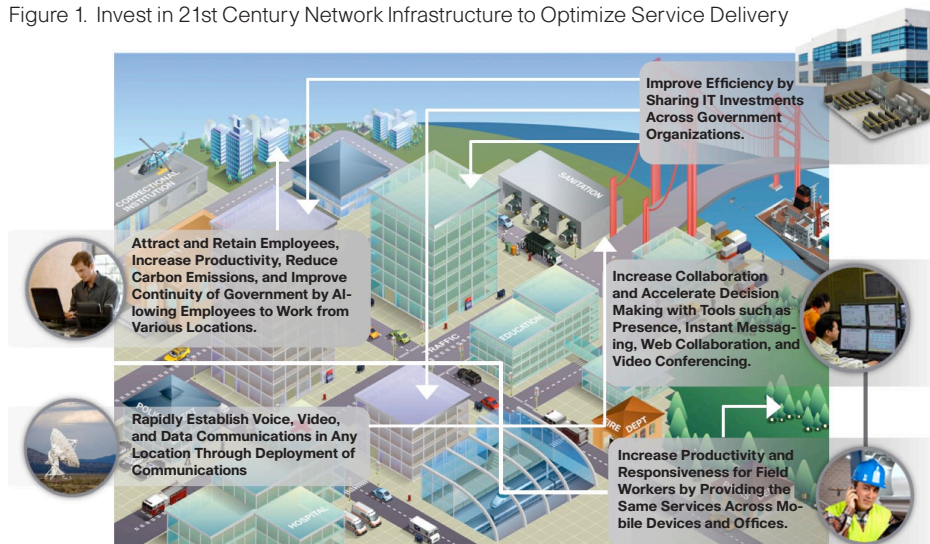 Figure 1. Invest in 21st Century Network Infrastructure to Optimize Service Delivery
Improve Efficiency by
Sharing IT Investments
Across Government
Organizations.
CORRECTIONAL
INSTITUTION
SANITATION
Attract and Retain Employees,
Increase Productivity, Reduce
Carbon Emissions, and Improve
Continuity of Government by Al-
lowing Employees to Work from
Various Locations.
Increase Collaboration
and Accelerate Decision
Making with Tools such as
Presence, Instant Messag-
ing, Web Collaboration, and
Video Conferencing.
EDUCATION
TRAFFIC
Rapidly Establish Voice, Video,
and Data Communications in Any
Location Through Deployment of
Communications
FIRE DEPT
Increase Productivity and
Responsiveness for Field
Workers by Providing the
Same Services Across Mo-
bile Devices and Offices.
HOSPITAL